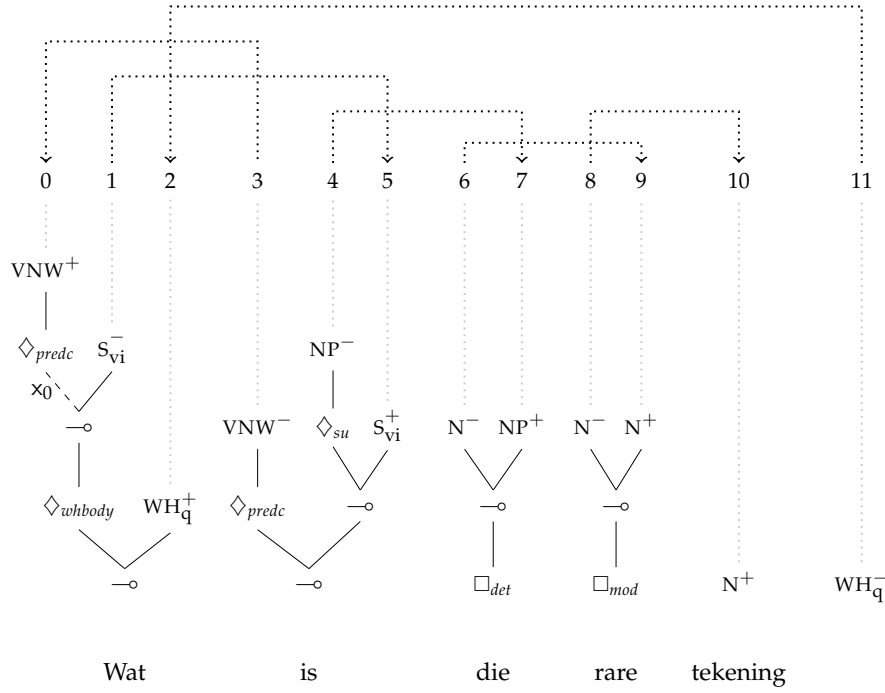 0 1 2 3 4 5 6 7 8 9 10 11
VNW⁺
◇predc S⁻vi NP⁻
x₀
⊸ VNW⁻ ◇su S⁺vi N⁻ NP⁺ N⁻ N⁺
◇whbody WH⁺q ◇predc ⊸ ⊸ ⊸
⊸ ⊸ □det □mod N⁺ WH⁻q
Wat is die rare tekening